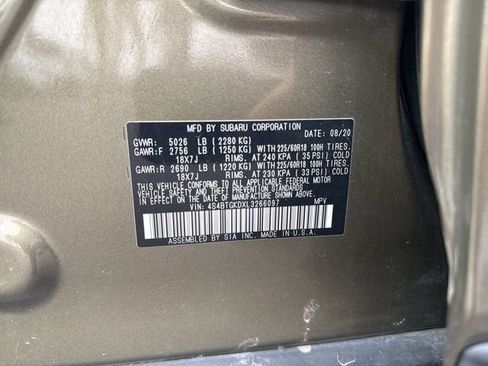 MFD BY SUBARU CORPORATION
GVWR: 5026 LB (2280 KG) DATE: 08/20
GAWR:F 2756 LB (1250 KG) WITH 225/60R18 100H TIRES.
18X7J RIMS. AT 240 KPA (35 PSI) COLD
GAWR:R 2690 LB (1220 KG) WITH 225/60R18 100H TIRES.
18X7J RIMS. AT 230 KPA (33 PSI) COLD
THIS VEHICLE CONFORMS TO ALL APPLICABLE FEDERAL MOTOR
VEHICLE SAFETY, BUMPER, AND THEFT PREVENTION STANDARDS
IN EFFECT ON THE DATE OF MANUFACTURE SHOWN ABOVE.
VIN: 4S4BTGKDXL3266097 MPV
ASSEMBLED BY SIA INC. MADE IN U.S.A.